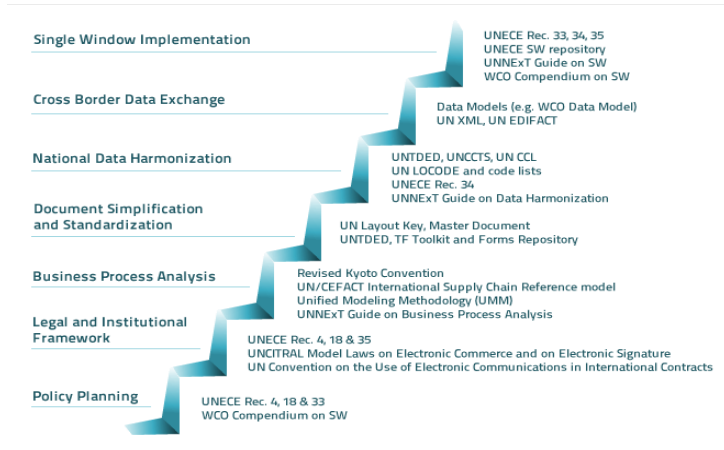 Single Window Implementation
UNECE Rec. 33, 34, 35
UNECE SW repository
UNNExT Guide on SW
WCO Compendium on SW
Cross Border Data Exchange
Data Models (e.g. WCO Data Model)
UN XML, UN EDIFACT
National Data Harmonization
UNTDED, UNCCTS, UN CCL
UN LOCODE and code lists
UNECE Rec. 34
UNNExT Guide on Data Harmonization
Document Simplification
and Standardization
UN Layout Key, Master Document
UNTDED, TF Toolkit and Forms Repository
Business Process Analysis
Revised Kyoto Convention
UN/CEFACT International Supply Chain Reference model
Unified Modeling Methodology (UMM)
UNNExT Guide on Business Process Analysis
Legal and Institutional
Framework
UNECE Rec. 4, 18 & 35
UNCITRAL Model Laws on Electronic Commerce and on Electronic Signature
UN Convention on the Use of Electronic Communications in International Contracts
Policy Planning
UNECE Rec. 4, 18 & 33
WCO Compendium on SW